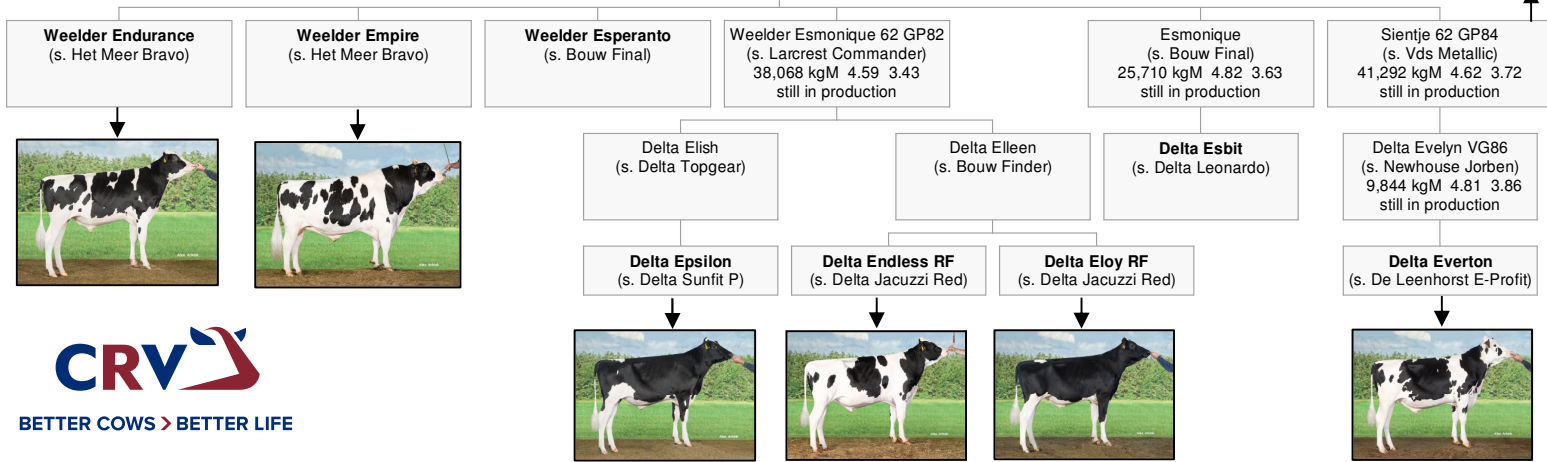 Weelder Endurance
(s. Het Meer Bravo)
Weelder Empire
(s. Het Meer Bravo)
Weelder Esperanto
(s. Bouw Final)
Weelder Esmonique 62 GP82
(s. Larcrest Commander)
38,068 kgM 4.59 3.43
still in production
Esmonique
(s. Bouw Final)
25,710 kgM 4.82 3.63
still in production
Sientje 62 GP84
(s. Vds Metallic)
41,292 kgM 4.62 3.72
still in production
Delta Elish
(s. Delta Topgear)
Delta Elleen
(s. Bouw Finder)
Delta Esbit
(s. Delta Leonardo)
Delta Evelyn VG86
(s. Newhouse Jorben)
9,844 kgM 4.81 3.86
still in production
Delta Epsilon
(s. Delta Sunfit P)
Delta Endless RF
(s. Delta Jacuzzi Red)
Delta Eloy RF
(s. Delta Jacuzzi Red)
Delta Everton
(s. De Leenhorst E-Profit)
CRV
BETTER COWS > BETTER LIFE